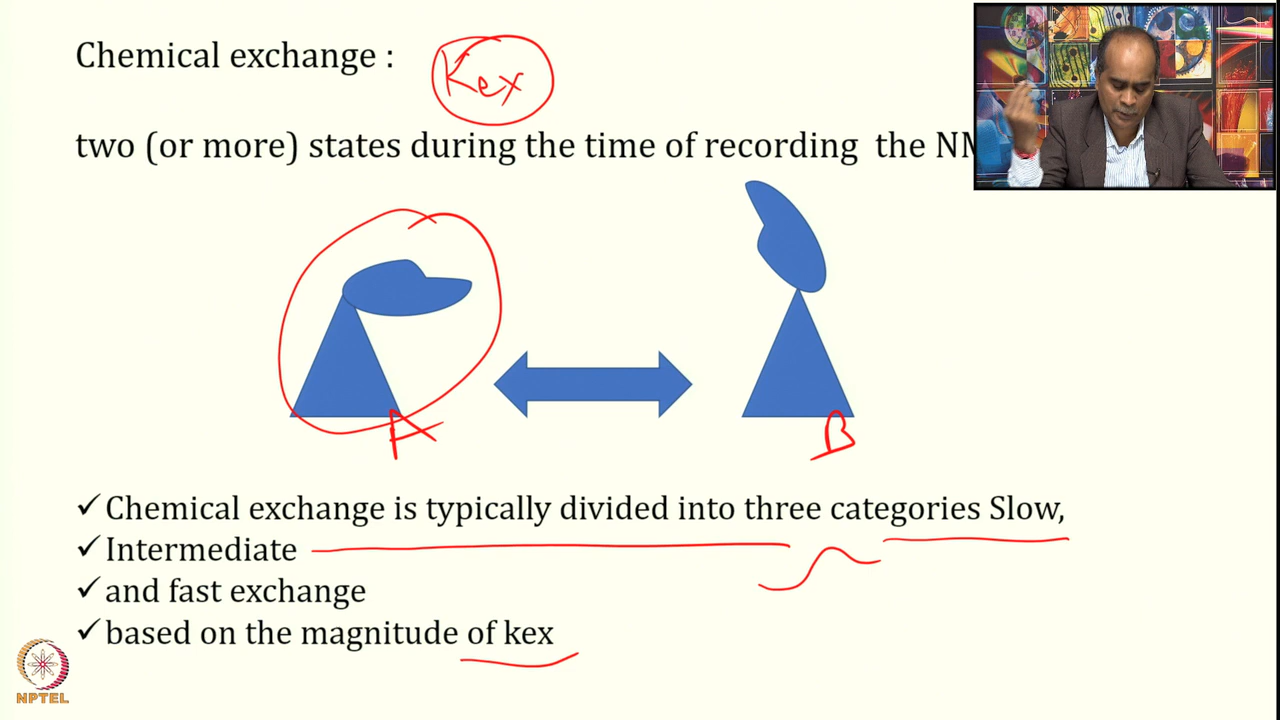 Chemical exchange :
Kex
two (or more) states during the time of recording the NM
A
B
✓Chemical exchange is typically divided into three categories Slow,
✓Intermediate
✓and fast exchange
✓based on the magnitude of kex
NPTEL